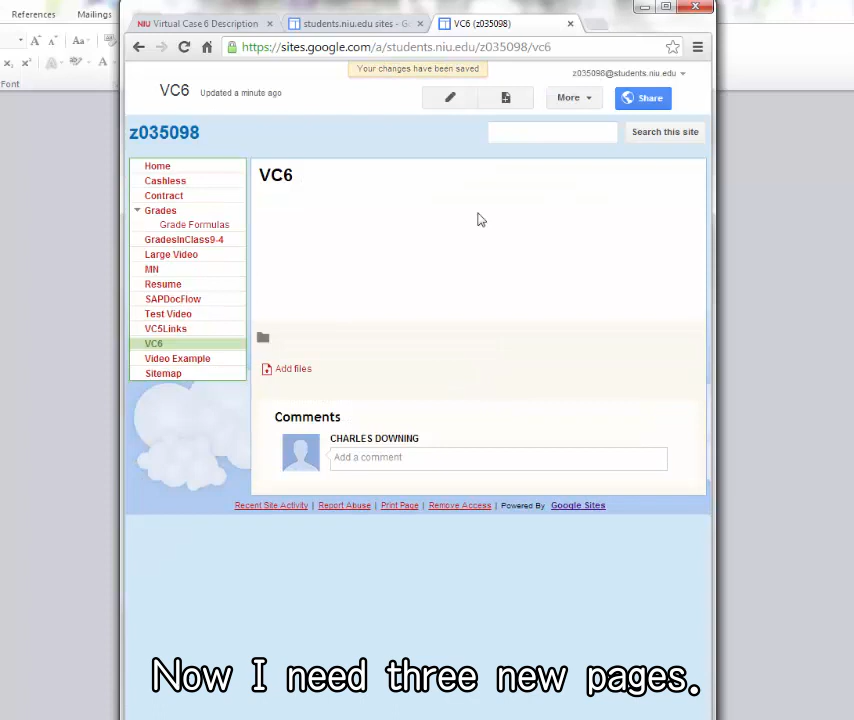 References
Mailings
Font
NIU Virtual Case 6 Description
students.niu.edu sites - G
VC6 (z035098)
https://sites.google.com/a/students.niu.edu/z035098/vc6
Your changes have been saved
z035098@students.niu.edu
VC6
Updated a minute ago
More
Share
z035098
Search this site
Home
Cashless
Contract
Grades
Grade Formulas
GradesInClass9-4
Large Video
MN
Resume
SAPDocFlow
Test Video
VC5Links
VC6
Video Example
Sitemap
VC6
Add files
Comments
CHARLES DOWNING
Add a comment
Recent Site Activity | Report Abuse | Print Page | Remove Access | Powered By Google Sites
Now I need three new pages.